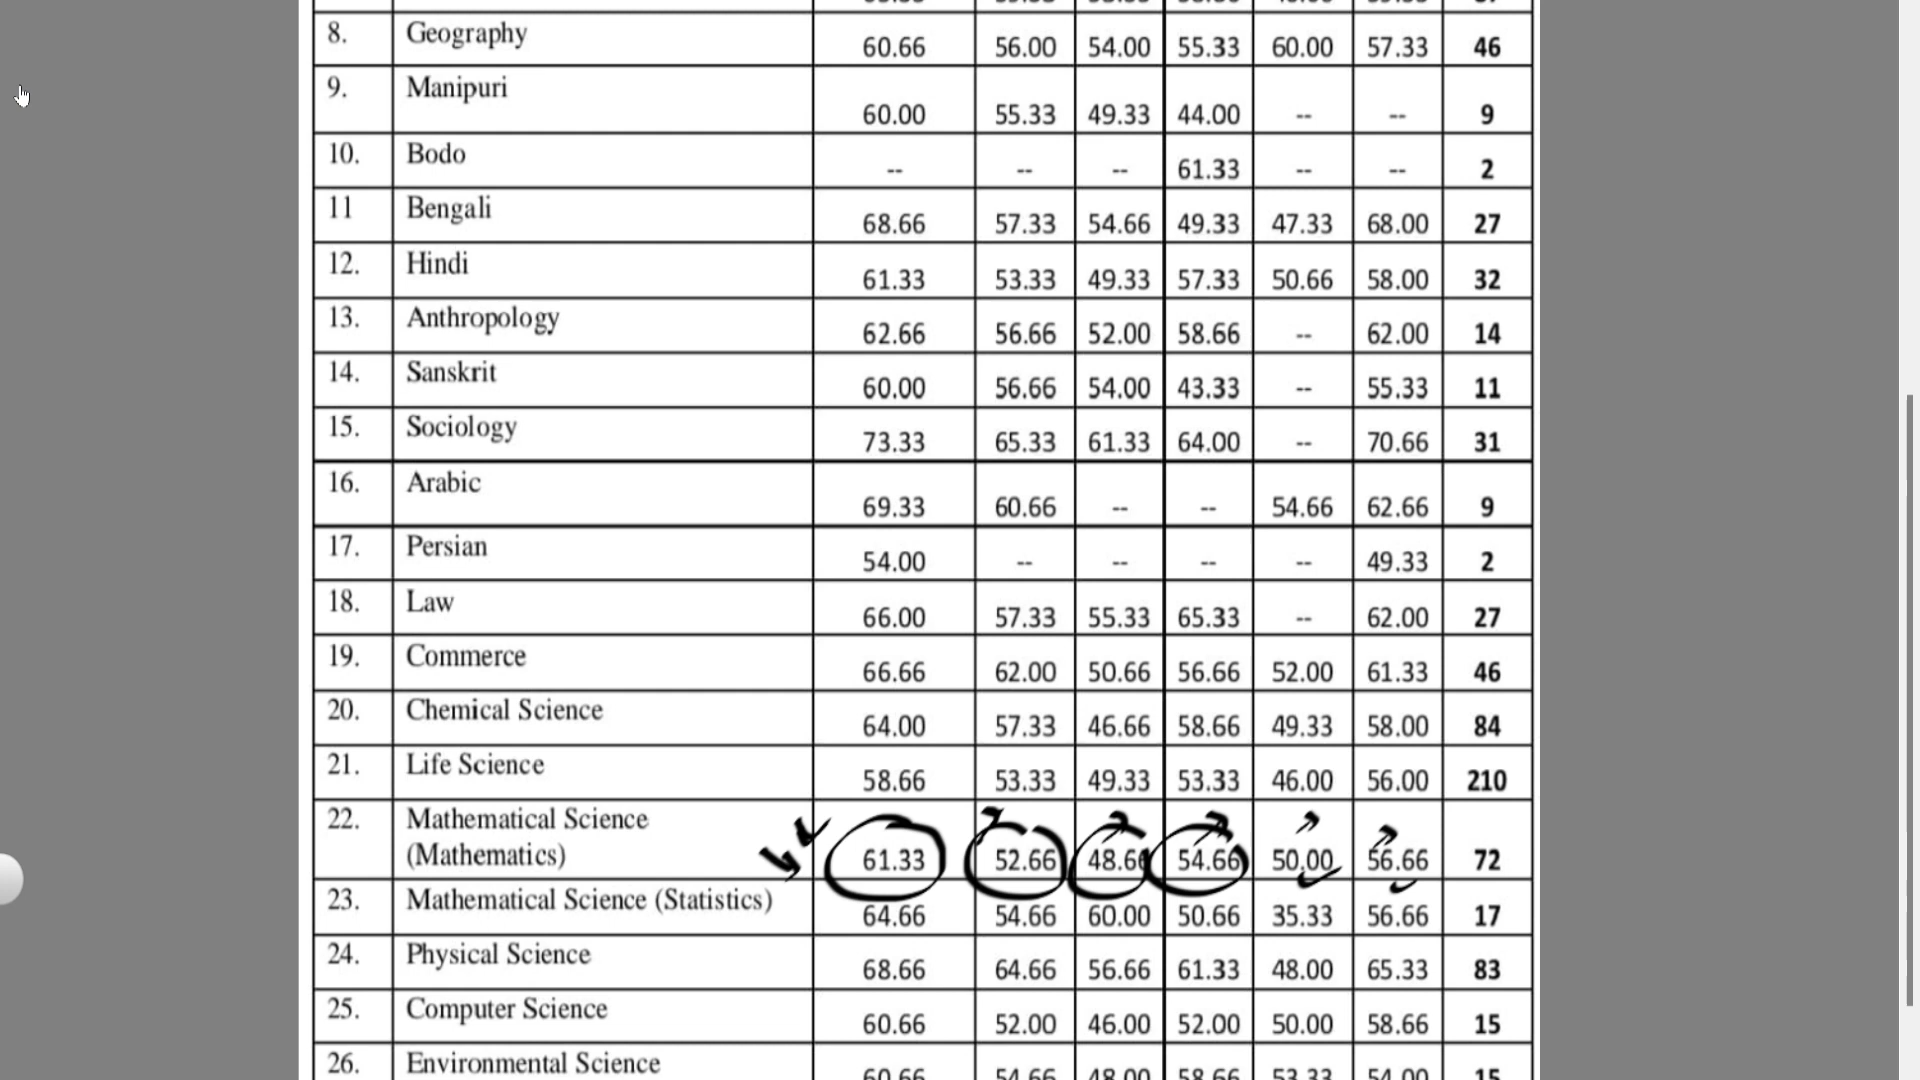 8. Geography 60.66 56.00 54.00 55.33 60.00 57.33 46
9. Manipuri 60.00 55.33 49.33 44.00 -- -- 9
10. Bodo -- -- -- 61.33 -- -- 2
11 Bengali 68.66 57.33 54.66 49.33 47.33 68.00 27
12. Hindi 61.33 53.33 49.33 57.33 50.66 58.00 32
13. Anthropology 62.66 56.66 52.00 58.66 -- 62.00 14
14. Sanskrit 60.00 56.66 54.00 43.33 -- 55.33 11
15. Sociology 73.33 65.33 61.33 64.00 -- 70.66 31
16. Arabic 69.33 60.66 -- -- 54.66 62.66 9
17. Persian 54.00 -- -- -- -- 49.33 2
18. Law 66.00 57.33 55.33 65.33 -- 62.00 27
19. Commerce 66.66 62.00 50.66 56.66 52.00 61.33 46
20. Chemical Science 64.00 57.33 46.66 58.66 49.33 58.00 84
21. Life Science 58.66 53.33 49.33 53.33 46.00 56.00 210
22. Mathematical Science
(Mathematics) 61.33 52.66 48.66 54.66 50.00 56.66 72
23. Mathematical Science (Statistics) 64.66 54.66 60.00 50.66 35.33 56.66 17
24. Physical Science 68.66 64.66 56.66 61.33 48.00 65.33 83
25. Computer Science 60.66 52.00 46.00 52.00 50.00 58.66 15
26. Environmental Science 60.66 54.66 48.00 58.66 53.33 54.00 15